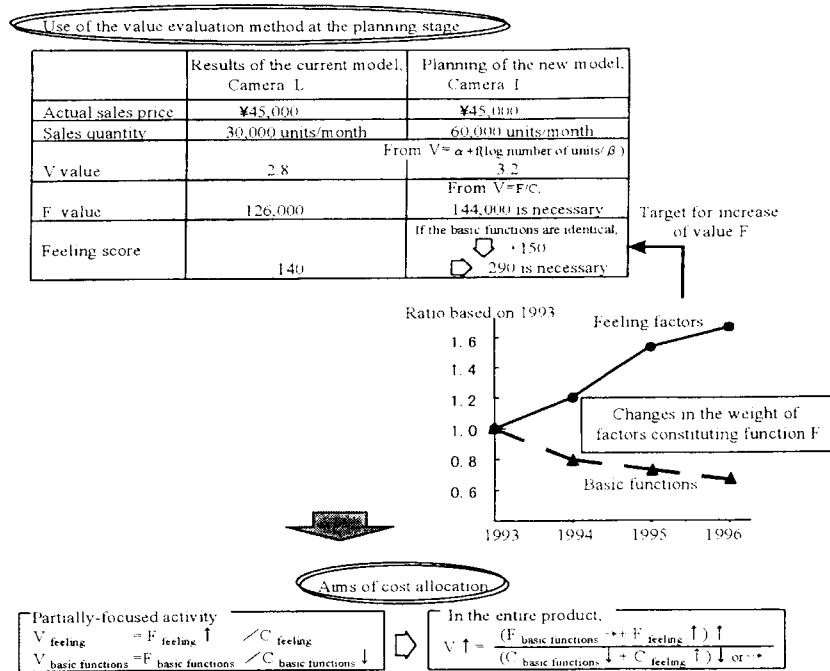 Use of the value evaluation method at the planning stage
Results of the current model, Camera L
Planning of the new model, Camera I
Actual sales price ¥45,000 ¥45,000
Sales quantity 30,000 units/month 60,000 units/month
From V= α +f(log number of units/ β )
V value 2.8 3.2
From V=F/C,
F value 126,000 144,000 is necessary
If the basic functions are identical,
+150
Feeling score 140 290 is necessary
Target for increase
of value F
Ratio based on 1993
Feeling factors
1.6
1.4
1.2
1.0
0.8
0.6
Changes in the weight of
factors constituting function F
Basic functions
1993 1994 1995 1996
Aims of cost allocation
Partially-focused activity
V feeling = F feeling ↑ / C feeling
V basic functions = F basic functions / C basic functions ↓
In the entire product,
V ↑ = (F basic functions → + F feeling ↑ ) ↑
(C basic functions ↓ + C feeling ↑ ) ↓ or →